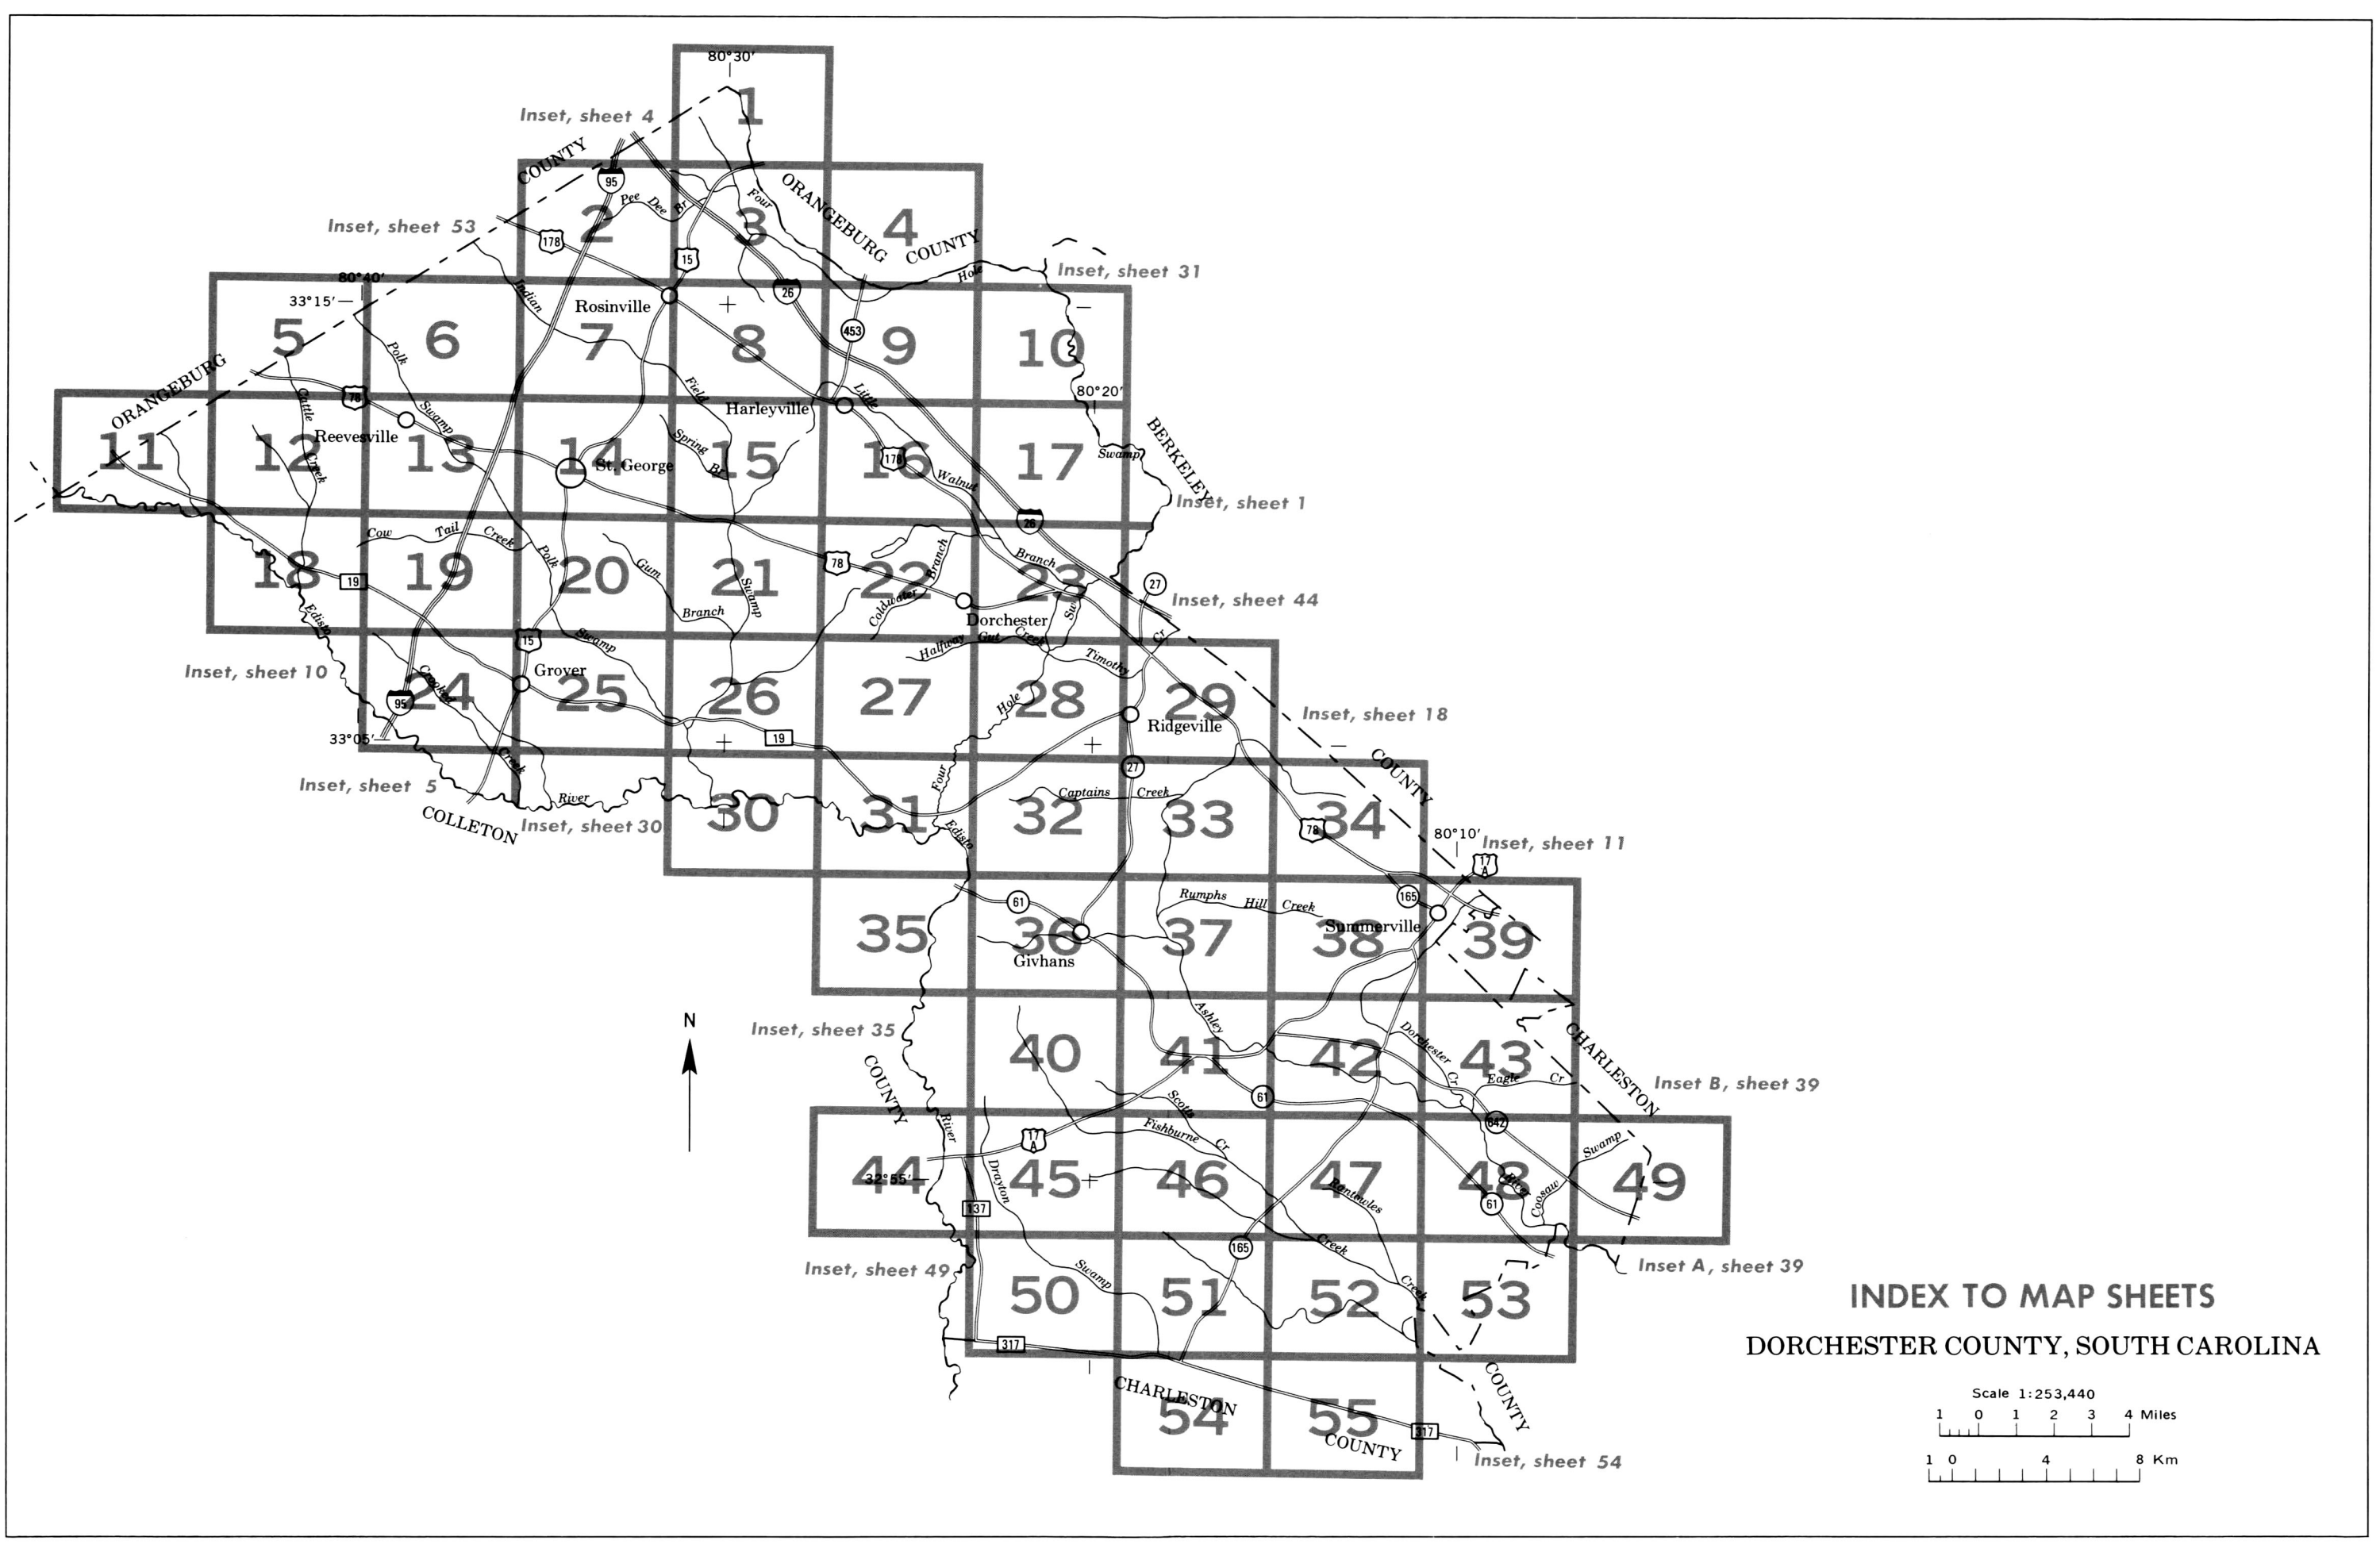 80°30′
1
Inset, sheet 4
COUNTY
95
Pee Dee Br
Four
ORANGEBURG
COUNTY
2
3
4
Inset, sheet 53
178
15
Hole
Inset, sheet 31
80°40′
33°15′
Indian
Rosinville
26
453
5
6
7
8
9
10
Polk
ORANGEBURG
Field
Little
80°20′
78
Cattle
Creek
Swamp
Harleyville
Reevesville
BERKELEY
11
12
13
14
St. George
15
16
17
Spring Br
178
Walnut
Swamp
Inset, sheet 1
26
Cow Tail Creek
Polk
Gum
Branch
78
Branch
Branch
27
18
19
20
21
22
23
19
Swamp
Coldwater
Sw
Inset, sheet 44
Edisto
Dorchester
15
Swamp
Halfway Gut Creek
Cr
Timothy
Inset, sheet 10
Grover
Crooked
24
25
26
27
28
29
95
Hole
Ridgeville
Inset, sheet 18
33°05′
19
Creek
COUNTY
27
Inset, sheet 5
River
Four
Captains Creek
COLLETON
Inset, sheet 30
30
31
32
33
34
78
Edisto
80°10′
Inset, sheet 11
17 A
61
Rumphs Hill Creek
165
Summerville
35
36
37
38
39
Givhans
N
Inset, sheet 35
Ashley
Dorchester
CHARLESTON
COUNTY
40
41
42
43
Cr
Eagle Cr
Inset B, sheet 39
61
Scotts
Cr
River
17 A
Fishburne
642
Swamp
44
32°55′
45
46
47
48
49
Drayton
Rantowles
River
Coosaw
137
61
165
Creek
Inset, sheet 49
Inset A, sheet 39
Swamp
Creek
50
51
52
53
317
CHARLESTON
COUNTY
54
55
COUNTY
317
Inset, sheet 54
INDEX TO MAP SHEETS
DORCHESTER COUNTY, SOUTH CAROLINA
Scale 1:253,440
1 0 1 2 3 4 Miles
1 0 4 8 Km